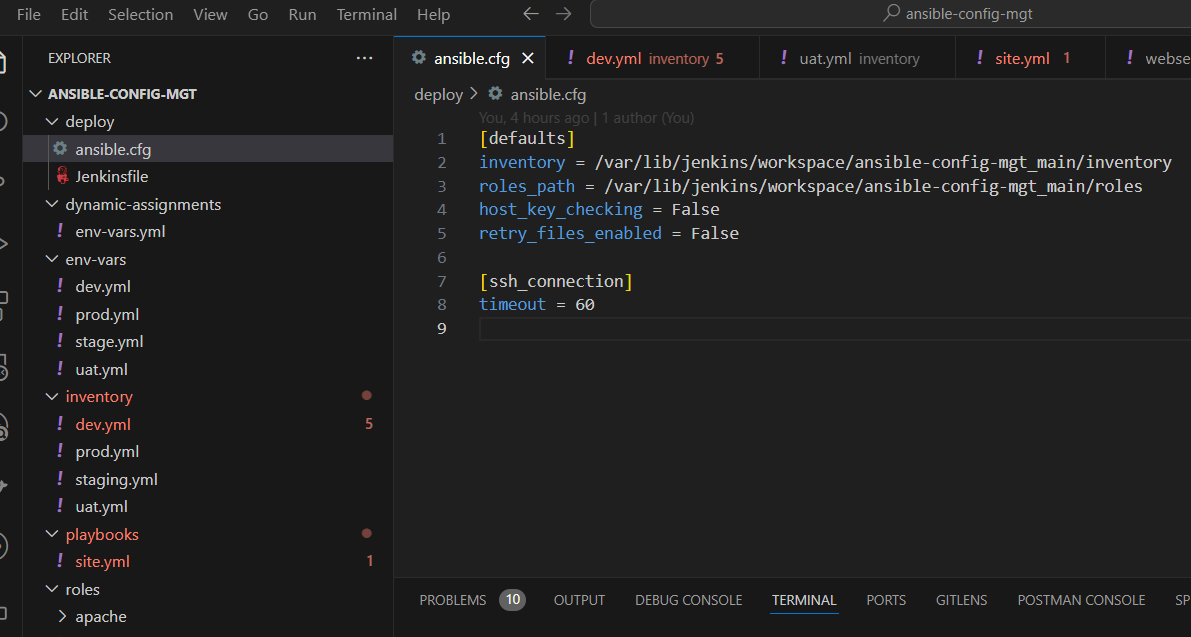 File Edit Selection View Go Run Terminal Help ansible-config-mgt
EXPLORER
ansible.cfg dev.yml inventory 5 uat.yml inventory site.yml 1
ANSIBLE-CONFIG-MGT
deploy
ansible.cfg
Jenkinsfile
dynamic-assignments
env-vars.yml
env-vars
dev.yml
prod.yml
stage.yml
uat.yml
inventory
dev.yml 5
prod.yml
staging.yml
uat.yml
playbooks
site.yml 1
roles
apache
deploy > ansible.cfg
You, 4 hours ago | 1 author (You)
1 [defaults]
2 inventory = /var/lib/jenkins/workspace/ansible-config-mgt_main/inventory
3 roles_path = /var/lib/jenkins/workspace/ansible-config-mgt_main/roles
4 host_key_checking = False
5 retry_files_enabled = False
6
7 [ssh_connection]
8 timeout = 60
9
PROBLEMS 10 OUTPUT DEBUG CONSOLE TERMINAL PORTS GITLENS POSTMAN CONSOLE